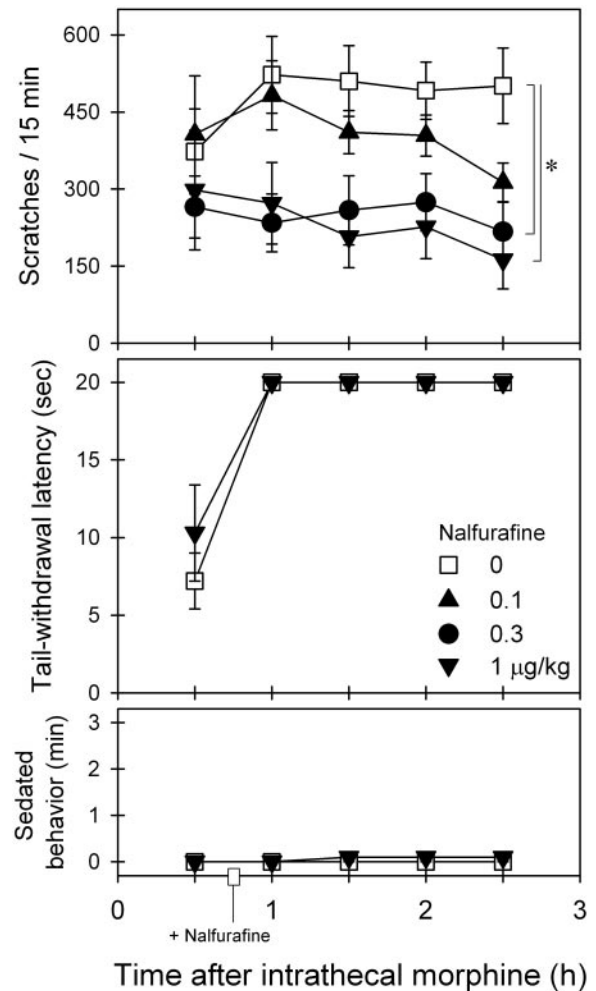 600
450
300
150
0
Scratches / 15 min
*
20
15
10
5
0
Tail-withdrawal latency (sec)
Nalfurafine
0
0.1
0.3
1 μg/kg
3
2
1
0
Sedated
behavior (min)
0 1 2 3
+ Nalfurafine
Time after intrathecal morphine (h)